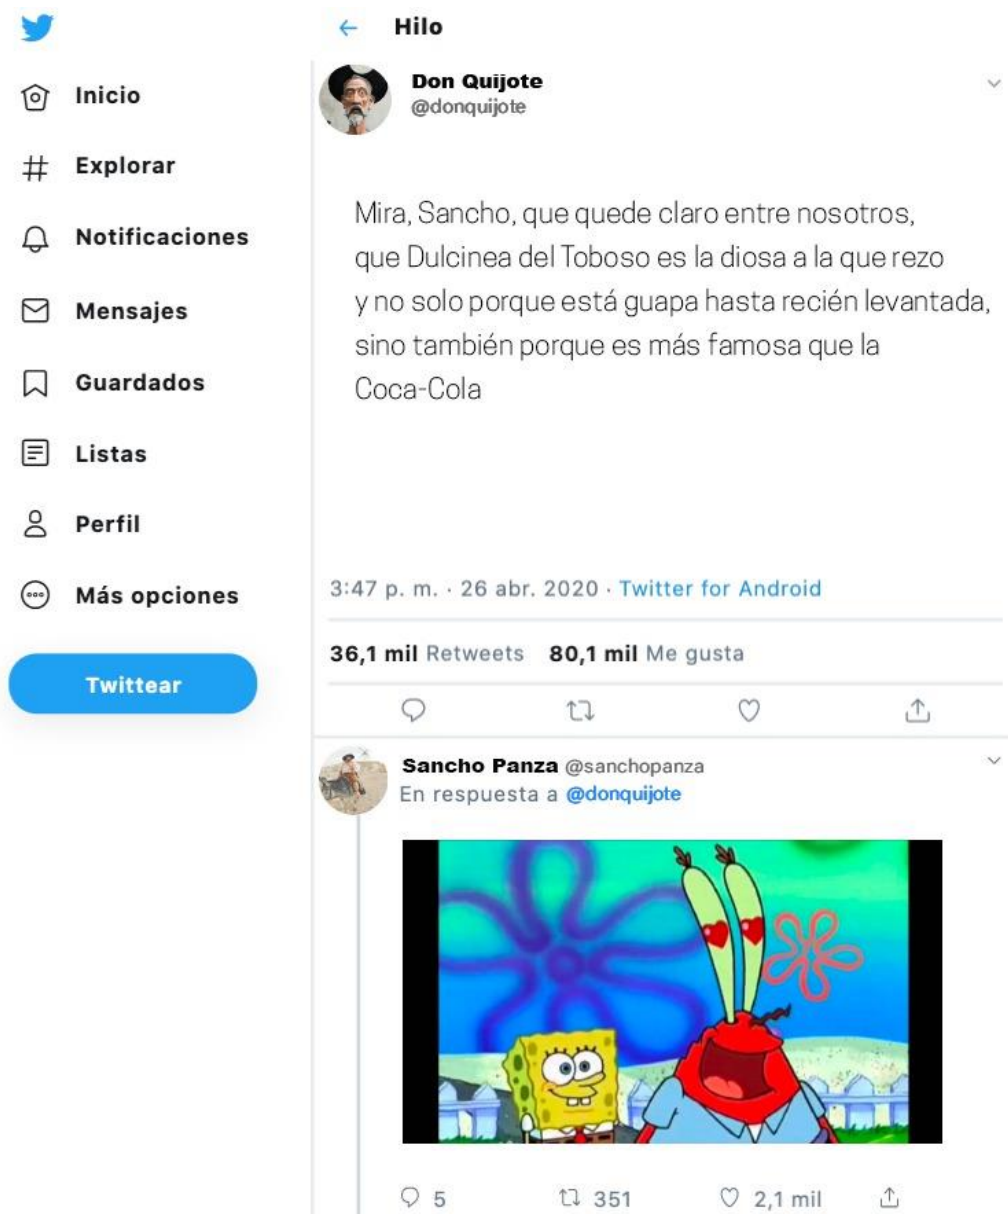 Hilo
Inicio
Explorar
Notificaciones
Mensajes
Guardados
Listas
Perfil
Más opciones
Twittear
Don Quijote
@donquijote
Mira, Sancho, que quede claro entre nosotros,
que Dulcinea del Toboso es la diosa a la que rezo
y no solo porque está guapa hasta recién levantada,
sino también porque es más famosa que la
Coca-Cola
3:47 p. m. · 26 abr. 2020 · Twitter for Android
36,1 mil Retweets 80,1 mil Me gusta
Sancho Panza @sanchopanza
En respuesta a @donquijote
5 351 2,1 mil